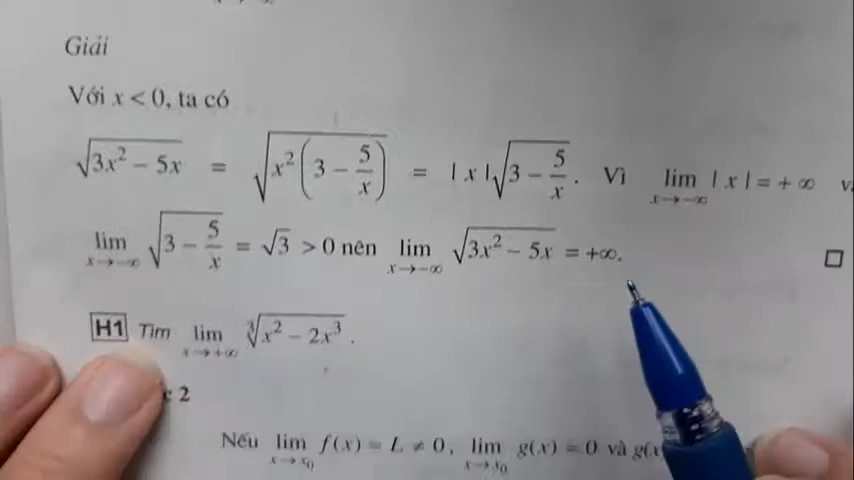 Giải
Với x < 0, ta có
√(3x² − 5x) = √(x²(3 − 5/x)) = |x|√(3 − 5/x). Vì lim_{x→−∞} |x| = +∞
lim_{x→−∞} √(3 − 5/x) = √3 > 0 nên lim_{x→−∞} √(3x² − 5x) = +∞. □
H1 Tìm lim_{x→+∞} ∛(x² − 2x³).
2
Nếu lim_{x→x₀} f(x) = L ≠ 0, lim_{x→x₀} g(x) = 0 và g(x